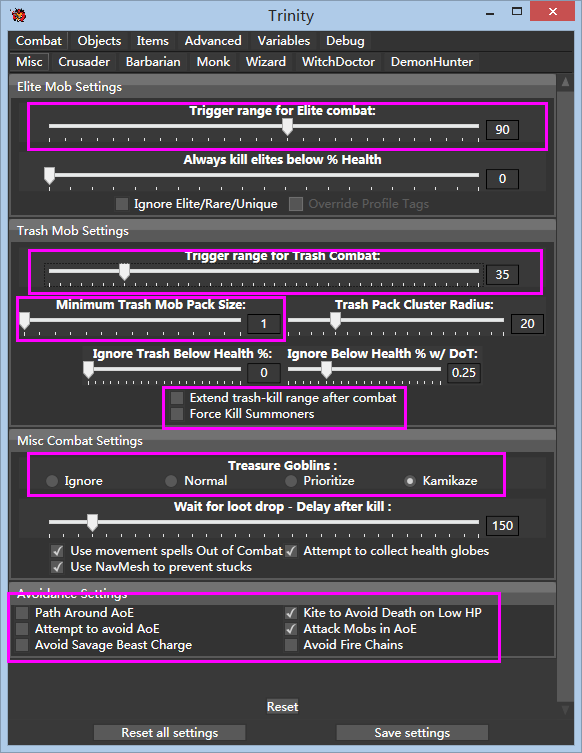 Trinity
Combat Objects Items Advanced Variables Debug
Misc Crusader Barbarian Monk Wizard WitchDoctor DemonHunter
Elite Mob Settings
Trigger range for Elite combat:
90
Always kill elites below % Health
0
Ignore Elite/Rare/Unique Override Profile Tags
Trash Mob Settings
Trigger range for Trash Combat:
35
Minimum Trash Mob Pack Size: Trash Pack Cluster Radius:
1 20
Ignore Trash Below Health %: Ignore Below Health % w/ DoT:
0 0.25
Extend trash-kill range after combat
Force Kill Summoners
Misc Combat Settings
Treasure Goblins :
Ignore Normal Prioritize Kamikaze
Wait for loot drop - Delay after kill :
150
Use movement spells Out of Combat Attempt to collect health globes
Use NavMesh to prevent stucks
Avoidance Settings
Path Around AoE Kite to Avoid Death on Low HP
Attempt to avoid AoE Attack Mobs in AoE
Avoid Savage Beast Charge Avoid Fire Chains
Reset
Reset all settings Save settings